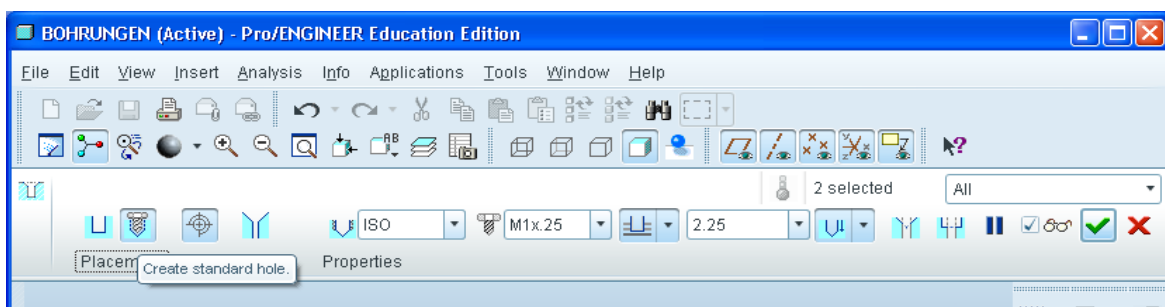 BOHRUNGEN (Active) - Pro/ENGINEER Education Edition
File Edit View Insert Analysis Info Applications Tools Window Help
2 selected All
ISO M1x.25 2.25
Create standard hole. Properties